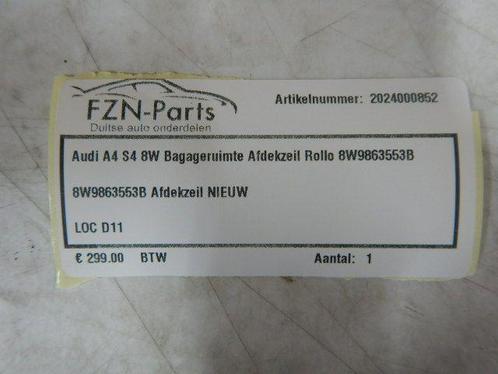 FZN-Parts
Duitse auto onderdelen
Artikelnummer: 2024000852
Audi A4 S4 8W Bagageruimte Afdekzeil Rollo 8W9863553B
8W9863553B Afdekzeil NIEUW
LOC D11
€ 299.00 BTW
Aantal: 1